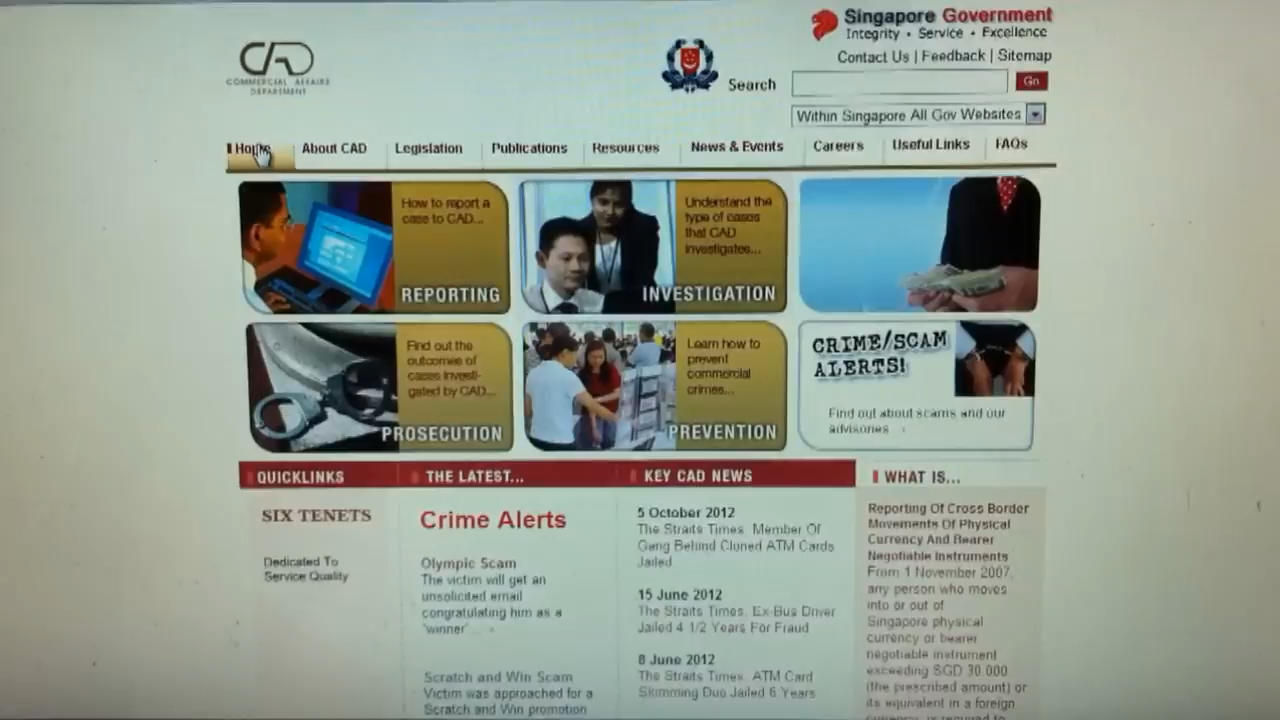 Singapore Government
Integrity • Service • Excellence
Contact Us | Feedback | Sitemap
CAD
COMMERCIAL AFFAIRS
DEPARTMENT
Search
Go
Within Singapore All Gov Websites
Home
About CAD
Legislation
Publications
Resources
News & Events
Careers
Useful Links
FAQs
How to report a
case to CAD...
REPORTING
Understand the
type of cases
that CAD
investigates...
INVESTIGATION
Find out the
outcomes of
cases investi-
gated by CAD...
PROSECUTION
Learn how to
prevent
commercial
crimes...
PREVENTION
CRIME/SCAM
ALERTS!
Find out about scams and our
advisories
QUICKLINKS
THE LATEST...
KEY CAD NEWS
WHAT IS...
SIX TENETS
Dedicated To
Service Quality
Crime Alerts
Olympic Scam
The victim will get an
unsolicited email
congratulating him as a
'winner'...
Scratch and Win Scam
Victim was approached for a
Scratch and Win promotion
5 October 2012
The Straits Times. Member Of
Gang Behind Cloned ATM Cards
Jailed
15 June 2012
The Straits Times. Ex-Bus Driver
Jailed 4 1/2 Years For Fraud
8 June 2012
The Straits Times. ATM Card
Skimming Duo Jailed 6 Years
Reporting Of Cross Border
Movements Of Physical
Currency And Bearer
Negotiable Instruments
From 1 November 2007,
any person who moves
into or out of
Singapore physical
currency or bearer
negotiable instrument
exceeding SGD 30,000
(the prescribed amount) or
its equivalent in a foreign
currency, is required to